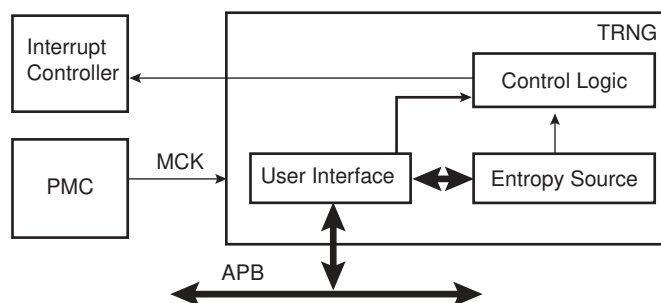 TRNG
Interrupt
Controller
Control Logic
MCK
PMC
User Interface
Entropy Source
APB